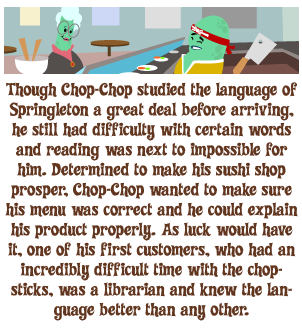 Though Chop-Chop studied the language of
Springleton a great deal before arriving,
he still had difficulty with certain words
and reading was next to impossible for
him. Determined to make his sushi shop
prosper, Chop-Chop wanted to make sure
his menu was correct and he could explain
his product properly. As luck would have
it, one of his first customers, who had an
incredibly difficult time with the chop-
sticks, was a librarian and knew the lan-
guage better than any other.